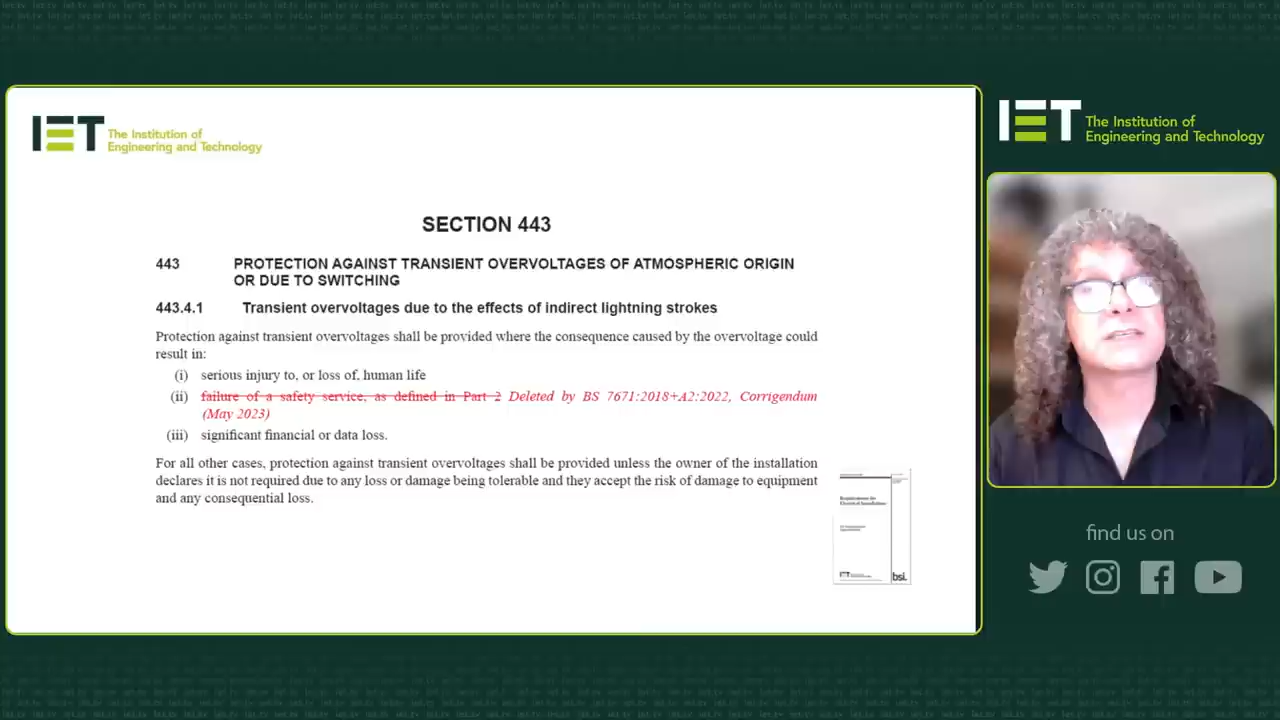 IET The Institution of
Engineering and Technology
SECTION 443
443 PROTECTION AGAINST TRANSIENT OVERVOLTAGES OF ATMOSPHERIC ORIGIN
OR DUE TO SWITCHING
443.4.1 Transient overvoltages due to the effects of indirect lightning strokes
Protection against transient overvoltages shall be provided where the consequence caused by the overvoltage could
result in:
(i) serious injury to, or loss of, human life
(ii) failure of a safety service, as defined in Part 2 Deleted by BS 7671:2018+A2:2022, Corrigendum
(May 2023)
(iii) significant financial or data loss.
For all other cases, protection against transient overvoltages shall be provided unless the owner of the installation
declares it is not required due to any loss or damage being tolerable and they accept the risk of damage to equipment
and any consequential loss.
Requirements for
Electrical Installations
IET
bsi.
IET The Institution of
Engineering and Technology
find us on